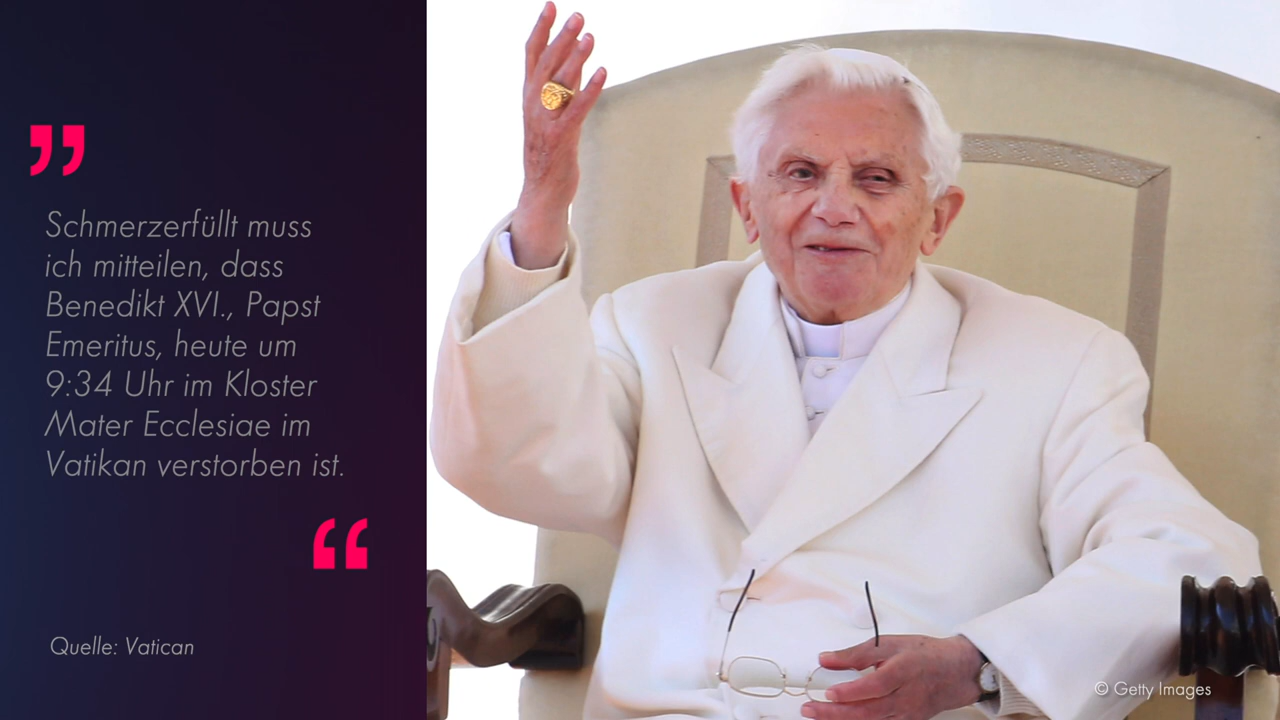 „
Schmerzerfüllt muss
ich mitteilen, dass
Benedikt XVI., Papst
Emeritus, heute um
9:34 Uhr im Kloster
Mater Ecclesiae im
Vatikan verstorben ist.
“
Quelle: Vatican
© Getty Images